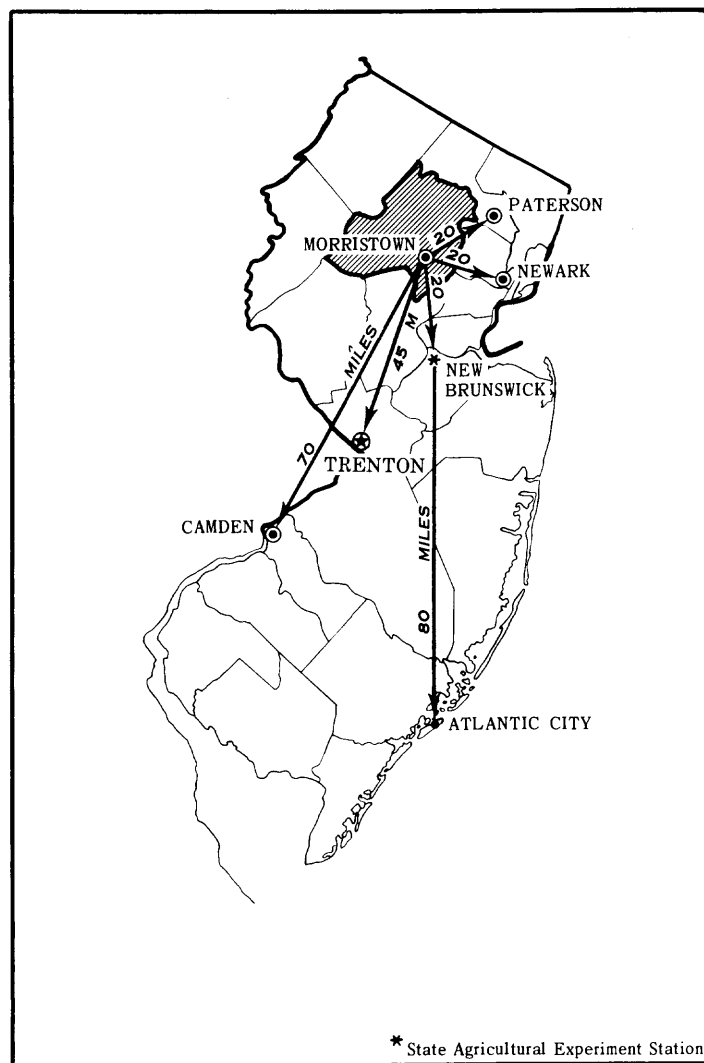 PATERSON
20
MORRISTOWN
20
NEWARK
20
MILES
45 M
NEW
BRUNSWICK
70
TRENTON
CAMDEN
MILES
80
ATLANTIC CITY
* State Agricultural Experiment Station